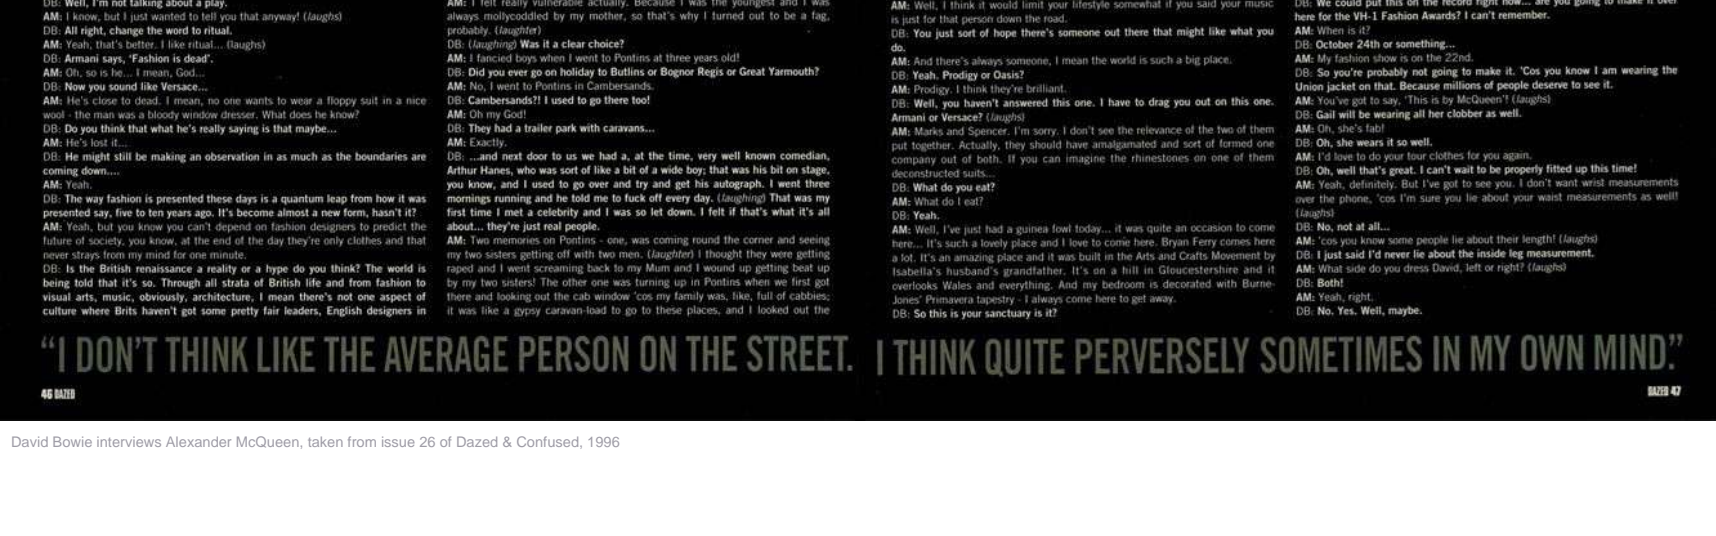 DB: Well, I'm not talking about a play.
AM: I know, but I just wanted to tell you that anyway! (laughs)
DB: All right, change the word to ritual.
AM: Yeah, that's better. I like ritual... (laughs)
DB: Armani says, 'Fashion is dead'.
AM: Oh, so is he... I mean, God...
DB: Now you sound like Versace...
AM: He's close to dead. I mean, no one wants to wear a floppy suit in a nice
wool - the man was a bloody window dresser. What does he know?
DB: Do you think that what he's really saying is that maybe...
AM: He's lost it...
DB: He might still be making an observation in as much as the boundaries are
coming down....
AM: Yeah.
DB: The way fashion is presented these days is a quantum leap from how it was
presented say, five to ten years ago. It's become almost a new form, hasn't it?
AM: Yeah, but you know you can't depend on fashion designers to predict the
future of society, you know, at the end of the day they're only clothes and that
never strays from my mind for one minute.
DB: Is the British renaissance a reality or a hype do you think? The world is
being told that it's so. Through all strata of British life and from fashion to
visual arts, music, obviously, architecture, I mean there's not one aspect of
culture where Brits haven't got some pretty fair leaders, English designers in
AM: I felt really vulnerable actually. Because I was the youngest and I was
always mollycoddled by my mother, so that's why I turned out to be a fag,
probably. (laughter)
DB: (laughing) Was it a clear choice?
AM: I fancied boys when I went to Pontins at three years old!
DB: Did you ever go on holiday to Butlins or Bognor Regis or Great Yarmouth?
AM: No, I went to Pontins in Cambersands.
DB: Cambersands?! I used to go there too!
AM: Oh my God!
DB: They had a trailer park with caravans...
AM: Exactly.
DB: ...and next door to us we had a, at the time, very well known comedian,
Arthur Hanes, who was sort of like a bit of a wide boy; that was his bit on stage,
you know, and I used to go over and try and get his autograph. I went three
mornings running and he told me to fuck off every day. (laughing) That was my
first time I met a celebrity and I was so let down. I felt if that's what it's all
about... they're just real people.
AM: Two memories on Pontins - one, was coming round the corner and seeing
my two sisters getting off with two men. (laughter) I thought they were getting
raped and I went screaming back to my Mum and I wound up getting beat up
by my two sisters! The other one was turning up in Pontins when we first got
there and looking out the cab window 'cos my family was, like, full of cabbies;
it was like a gypsy caravan-load to go to these places, and I looked out the
AM: Well, I think it would limit your lifestyle somewhat if you said your music
is just for that person down the road.
DB: You just sort of hope there's someone out there that might like what you
do.
AM: And there's always someone, I mean the world is such a big place.
DB: Yeah. Prodigy or Oasis?
AM: Prodigy. I think they're brilliant.
DB: Well, you haven't answered this one. I have to drag you out on this one.
Armani or Versace? (laughs)
AM: Marks and Spencer. I'm sorry. I don't see the relevance of the two of them
put together. Actually, they should have amalgamated and sort of formed one
company out of both. If you can imagine the rhinestones on one of them
deconstructed suits...
DB: What do you eat?
AM: What do I eat?
DB: Yeah.
AM: Well, I've just had a guinea fowl today... it was quite an occasion to come
here... It's such a lovely place and I love to come here. Bryan Ferry comes here
a lot. It's an amazing place and it was built in the Arts and Crafts Movement by
Isabella's husband's grandfather. It's on a hill in Gloucestershire and it
overlooks Wales and everything. And my bedroom is decorated with Burne-
Jones' Primavera tapestry - I always come here to get away.
DB: So this is your sanctuary is it?
DB: We could put this on the record right now... are you going to make it over
here for the VH-1 Fashion Awards? I can't remember.
AM: When is it?
DB: October 24th or something...
AM: My fashion show is on the 22nd.
DB: So you're probably not going to make it. 'Cos you know I am wearing the
Union jacket on that. Because millions of people deserve to see it.
AM: You've got to say, 'This is by McQueen'! (laughs)
DB: Gail will be wearing all her clobber as well.
AM: Oh, she's fab!
DB: Oh, she wears it so well.
AM: I'd love to do your tour clothes for you again.
DB: Oh, well that's great. I can't wait to be properly fitted up this time!
AM: Yeah, definitely. But I've got to see you. I don't want wrist measurements
over the phone, 'cos I'm sure you lie about your waist measurements as well!
(laughs)
DB: No, not at all...
AM: 'cos you know some people lie about their length! (laughs)
DB: I just said I'd never lie about the inside leg measurement.
AM: What side do you dress David, left or right? (laughs)
DB: Both!
AM: Yeah, right.
DB: No. Yes. Well, maybe.
"I DON'T THINK LIKE THE AVERAGE PERSON ON THE STREET. I THINK QUITE PERVERSELY SOMETIMES IN MY OWN MIND."
46 DAZED
DAZED 47
David Bowie interviews Alexander McQueen, taken from issue 26 of Dazed & Confused, 1996